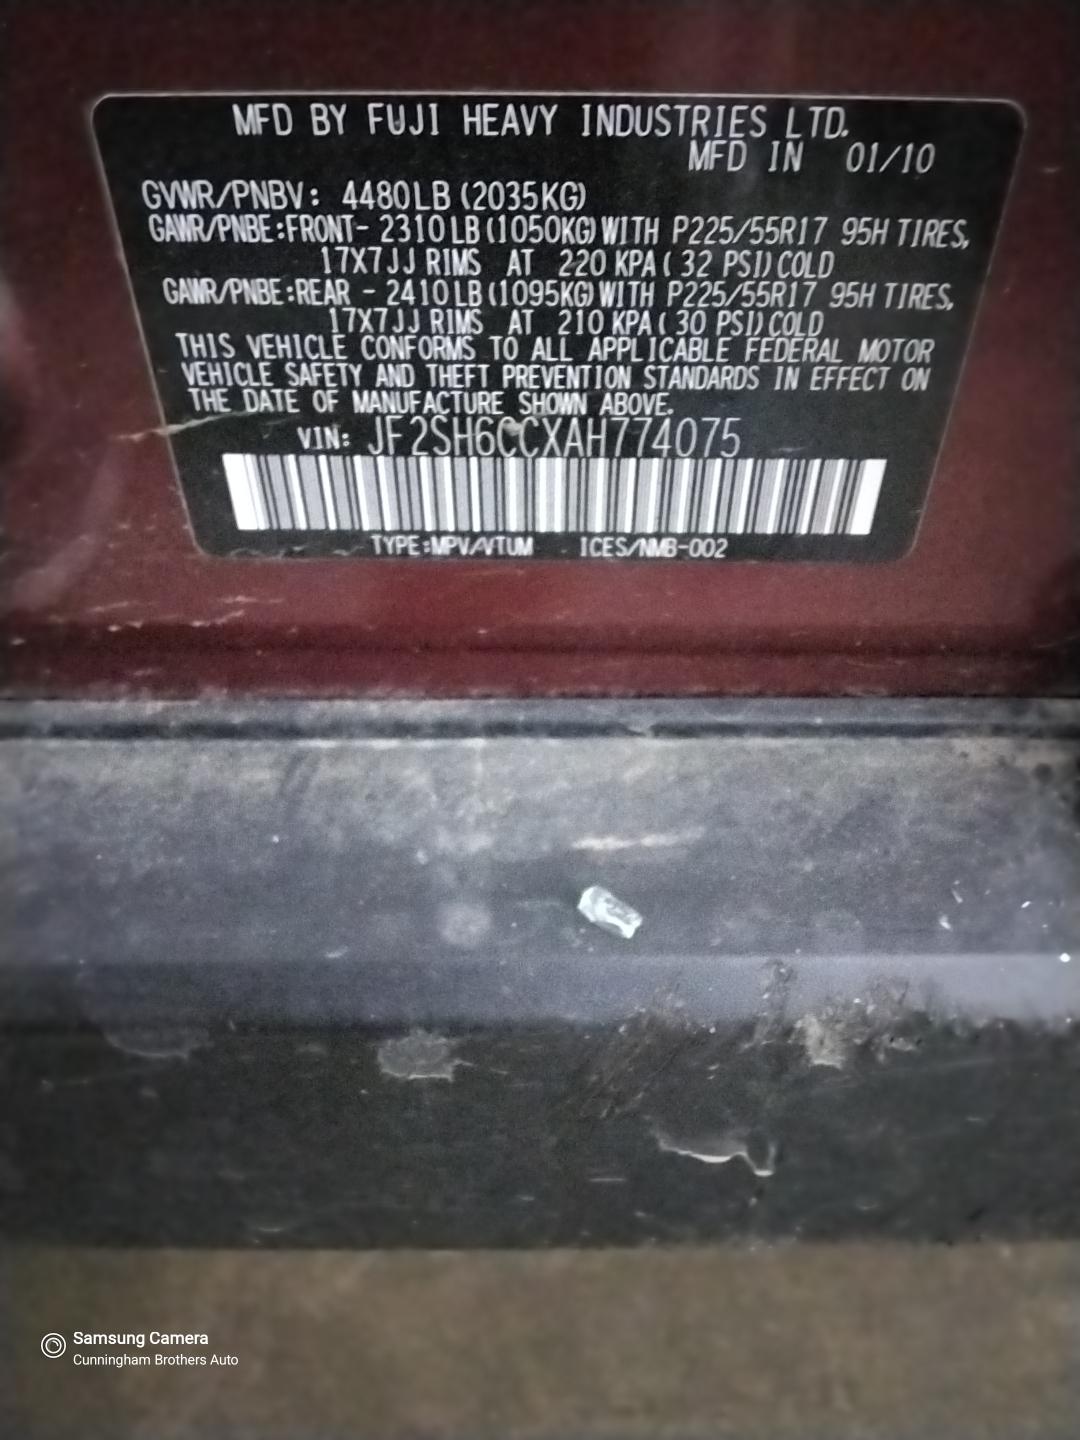 MFD BY FUJI HEAVY INDUSTRIES LTD.
MFD IN 01/10
GVWR/PNBV: 4480LB (2035KG)
GAWR/PNBE:FRONT- 2310LB (1050KG) WITH P225/55R17 95H TIRES,
17X7JJ RIMS AT 220 KPA ( 32 PSI) COLD
GAWR/PNBE:REAR - 2410LB (1095KG) WITH P225/55R17 95H TIRES,
17X7JJ RIMS AT 210 KPA ( 30 PSI) COLD
THIS VEHICLE CONFORMS TO ALL APPLICABLE FEDERAL MOTOR
VEHICLE SAFETY AND THEFT PREVENTION STANDARDS IN EFFECT ON
THE DATE OF MANUFACTURE SHOWN ABOVE.
VIN: JF2SH6CCXAH774075
TYPE:MPV/VTUM ICES/NMB-002
Samsung Camera
Cunningham Brothers Auto